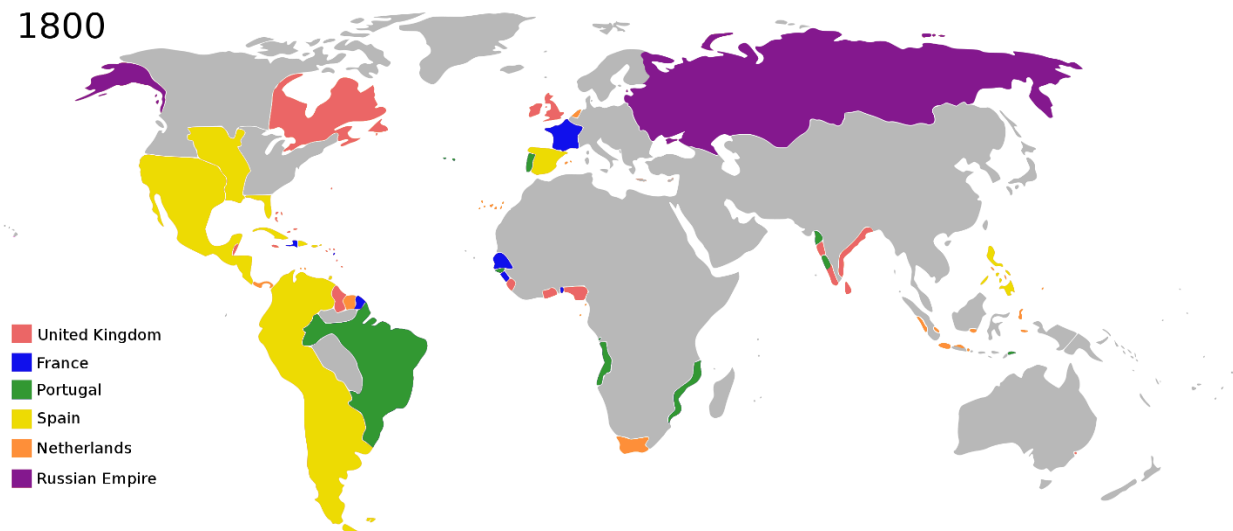 1800
United Kingdom
France
Portugal
Spain
Netherlands
Russian Empire